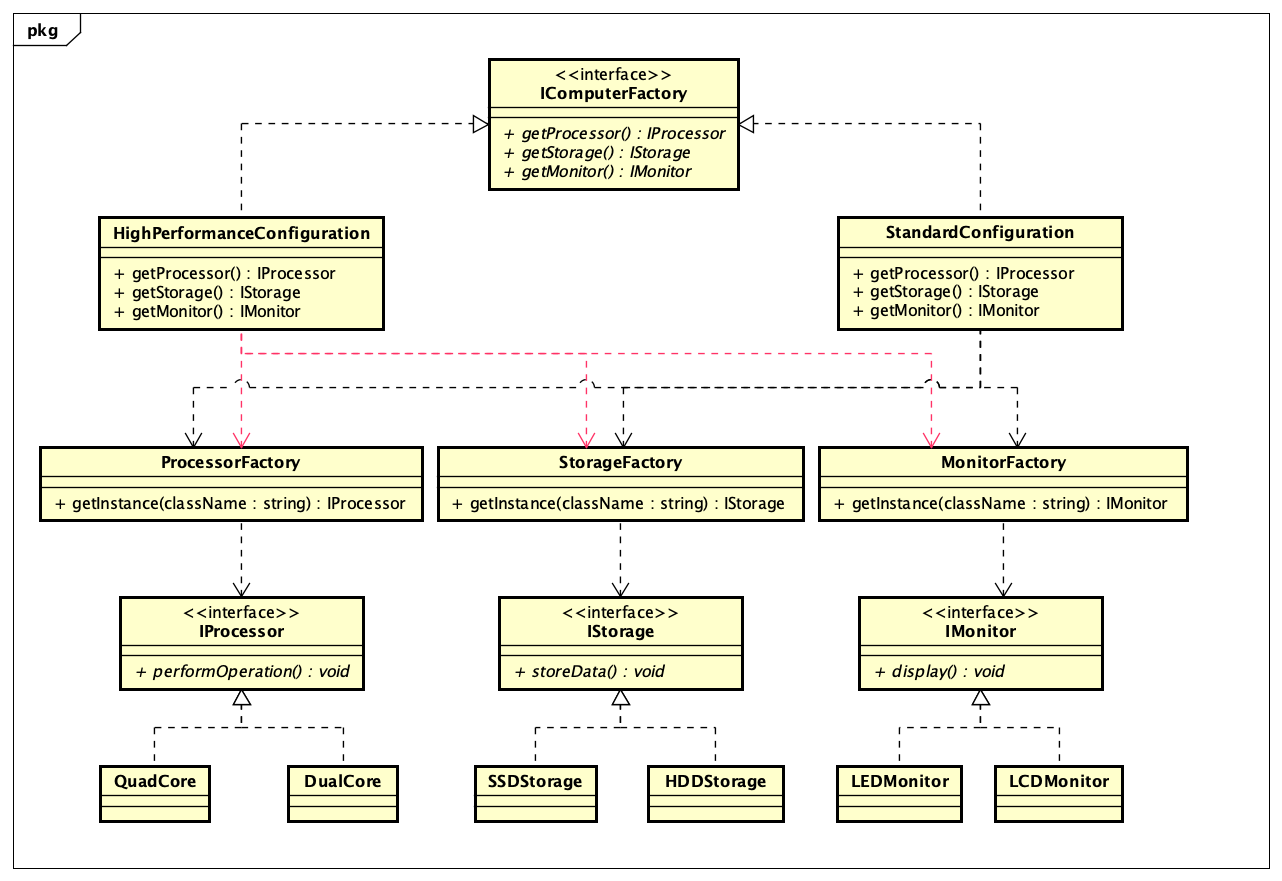 pkg
<<interface>>
IComputerFactory
+ getProcessor() : IProcessor
+ getStorage() : IStorage
+ getMonitor() : IMonitor
HighPerformanceConfiguration
+ getProcessor() : IProcessor
+ getStorage() : IStorage
+ getMonitor() : IMonitor
StandardConfiguration
+ getProcessor() : IProcessor
+ getStorage() : IStorage
+ getMonitor() : IMonitor
ProcessorFactory
+ getInstance(className : string) : IProcessor
StorageFactory
+ getInstance(className : string) : IStorage
MonitorFactory
+ getInstance(className : string) : IMonitor
<<interface>>
IProcessor
+ performOperation() : void
<<interface>>
IStorage
+ storeData() : void
<<interface>>
IMonitor
+ display() : void
QuadCore
DualCore
SSDStorage
HDDStorage
LEDMonitor
LCDMonitor